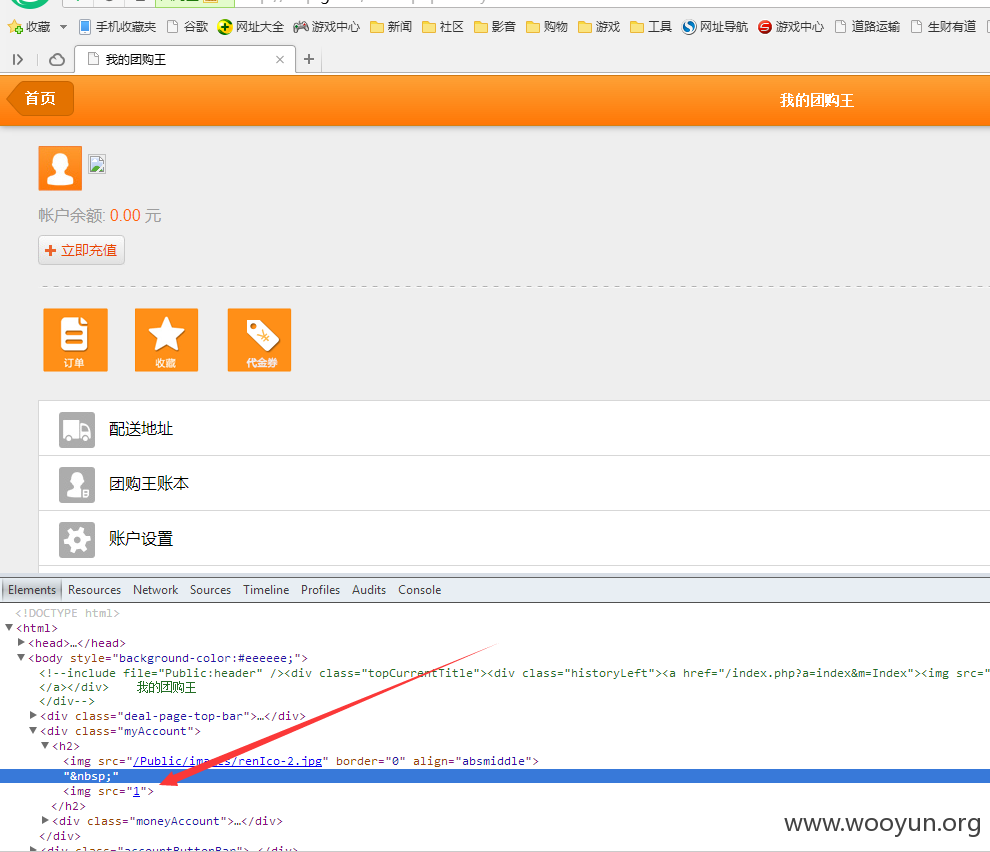 收藏 手机收藏夹 谷歌 网址大全 游戏中心 新闻 社区 影音 购物 游戏 工具 网址导航 游戏中心 道路运输 生财有道
我的团购王 × +
首页 我的团购王
帐户余额: 0.00 元
+ 立即充值
订单 收藏 代金券
配送地址
团购王账本
账户设置
Elements Resources Network Sources Timeline Profiles Audits Console
<!DOCTYPE html>
▼<html>
▶<head>…</head>
▼<body style="background-color:#eeeeee;">
<!--include file="Public:header" /><div class="topCurrentTitle"><div class="historyLeft"><a href="/index.php?a=index&m=Index"><img src="
</a></div> 我的团购王
</div-->
▶<div class="deal-page-top-bar">…</div>
▼<div class="myAccount">
▼<h2>
<img src="/Public/images/renIco-2.jpg" border="0" align="absmiddle">
"&nbsp;"
<img src="1">
</h2>
▶<div class="moneyAccount">…</div>
</div>
▶<div class="accountButtonBar">…</div>
www.wooyun.org